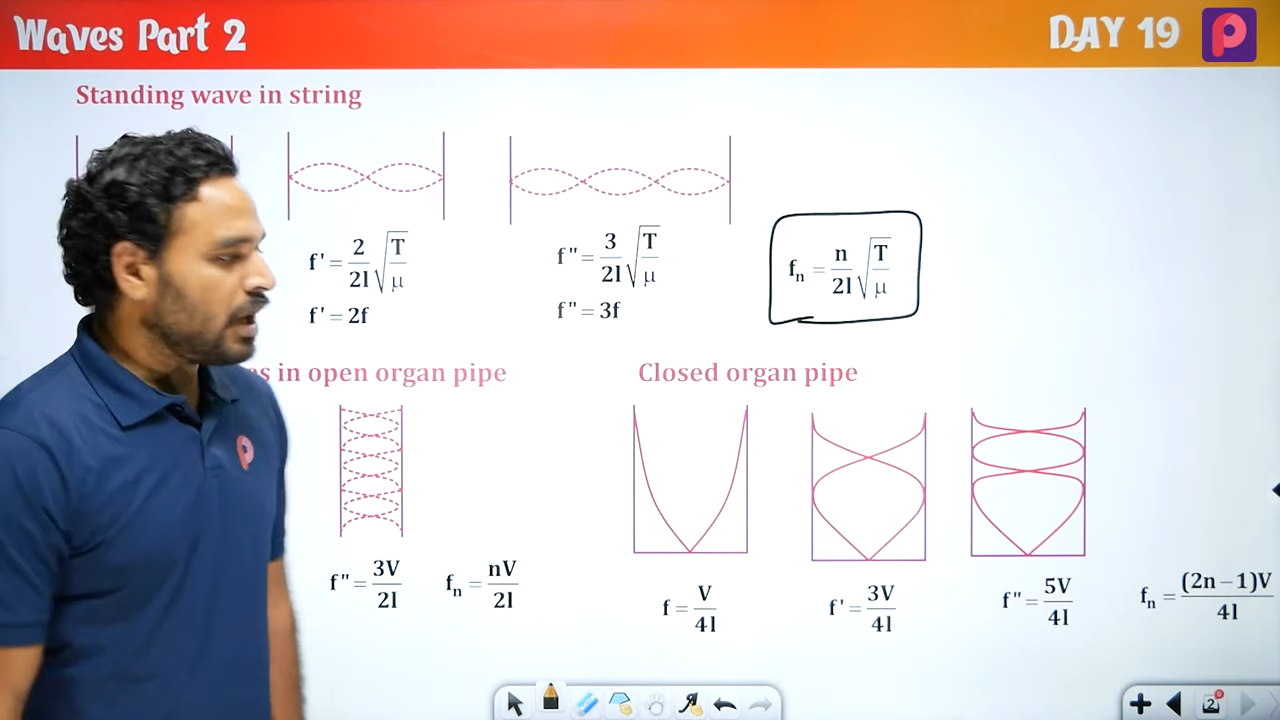 Waves Part 2
DAY 19
Standing wave in string
f' = 2/2l √T/μ
f' = 2f
f" = 3/2l √T/μ
f" = 3f
fₙ = n/2l √T/μ
in open organ pipe
Closed organ pipe
f" = 3V/2l
fₙ = nV/2l
f = V/4l
f' = 3V/4l
f" = 5V/4l
fₙ = (2n−1)V/4l
2